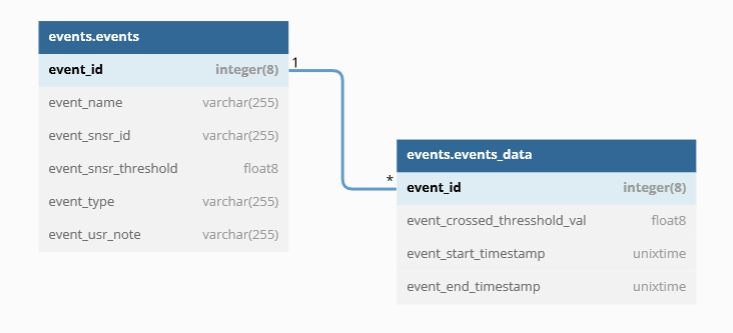 events.events
event_id integer(8)
event_name varchar(255)
event_snsr_id varchar(255)
event_snsr_threshold float8
event_type varchar(255)
event_usr_note varchar(255)
1
*
events.events_data
event_id integer(8)
event_crossed_thresshold_val float8
event_start_timestamp unixtime
event_end_timestamp unixtime